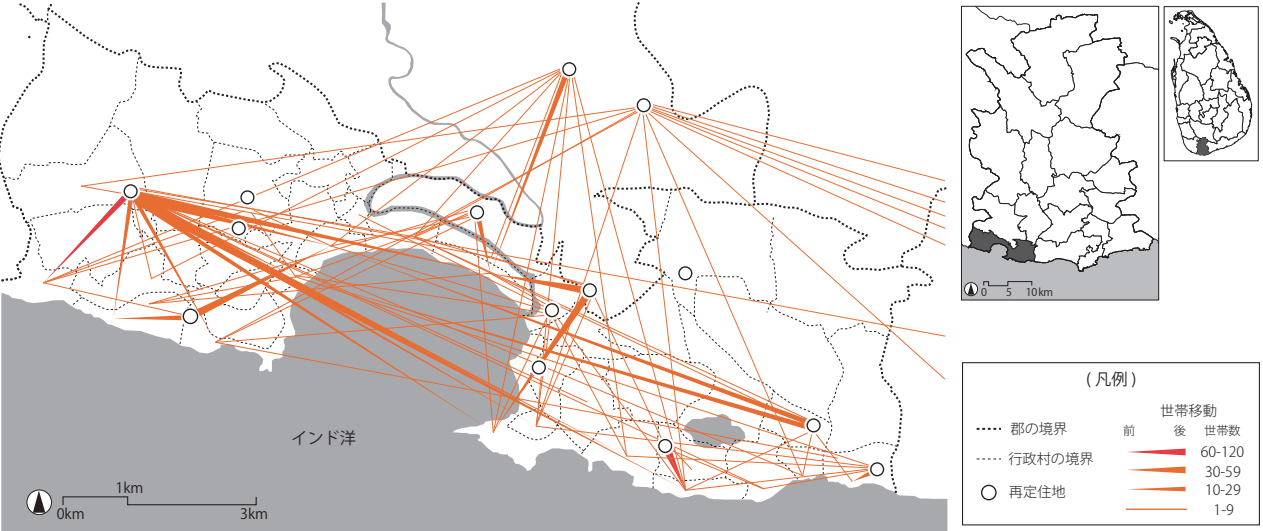 インド洋
1km
0km
3km
0
5
10km
(凡例)
世帯移動
前
後
世帯数
郡の境界
60-120
行政村の境界
30-59
再定住地
10-29
1-9